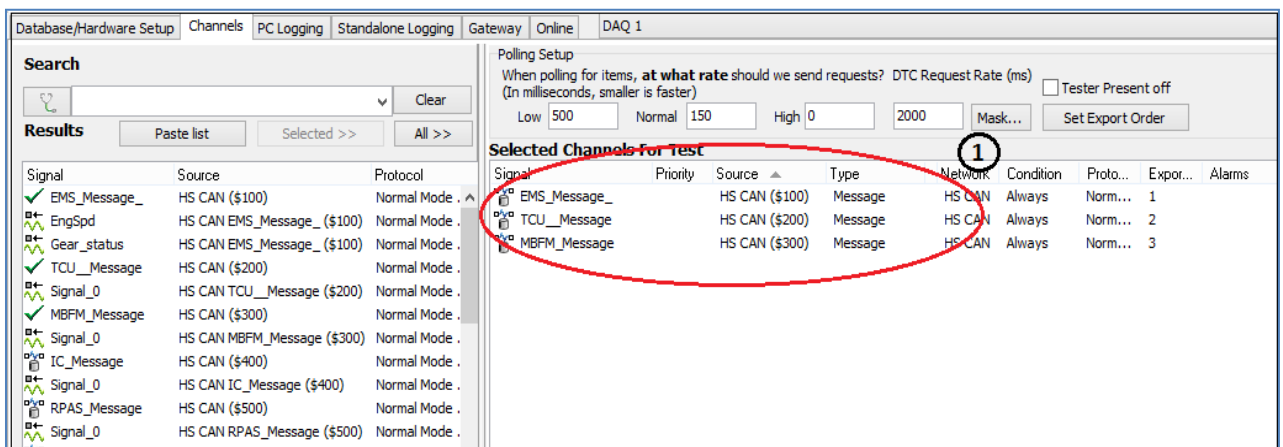 Database/Hardware Setup Channels PC Logging Standalone Logging Gateway Online DAQ 1
Search
Clear
Results Paste list Selected >> All >>
Signal Source Protocol
EMS_Message_ HS CAN ($100) Normal Mode .
EngSpd HS CAN EMS_Message_ ($100) Normal Mode .
Gear_status HS CAN EMS_Message_ ($100) Normal Mode .
TCU__Message HS CAN ($200) Normal Mode .
Signal_0 HS CAN TCU__Message ($200) Normal Mode .
MBFM_Message HS CAN ($300) Normal Mode .
Signal_0 HS CAN MBFM_Message ($300) Normal Mode .
IC_Message HS CAN ($400) Normal Mode .
Signal_0 HS CAN IC_Message ($400) Normal Mode .
RPAS_Message HS CAN ($500) Normal Mode .
Signal_0 HS CAN RPAS_Message ($500) Normal Mode .
Polling Setup
When polling for items, at what rate should we send requests? DTC Request Rate (ms)
(In milliseconds, smaller is faster)
Tester Present off
Low 500 Normal 150 High 0 2000 Mask... Set Export Order
Selected Channels For Test
1
Signal Priority Source Type Network Condition Proto... Expor... Alarms
EMS_Message_ HS CAN ($100) Message HS CAN Always Norm... 1
TCU__Message HS CAN ($200) Message HS CAN Always Norm... 2
MBFM_Message HS CAN ($300) Message HS CAN Always Norm... 3